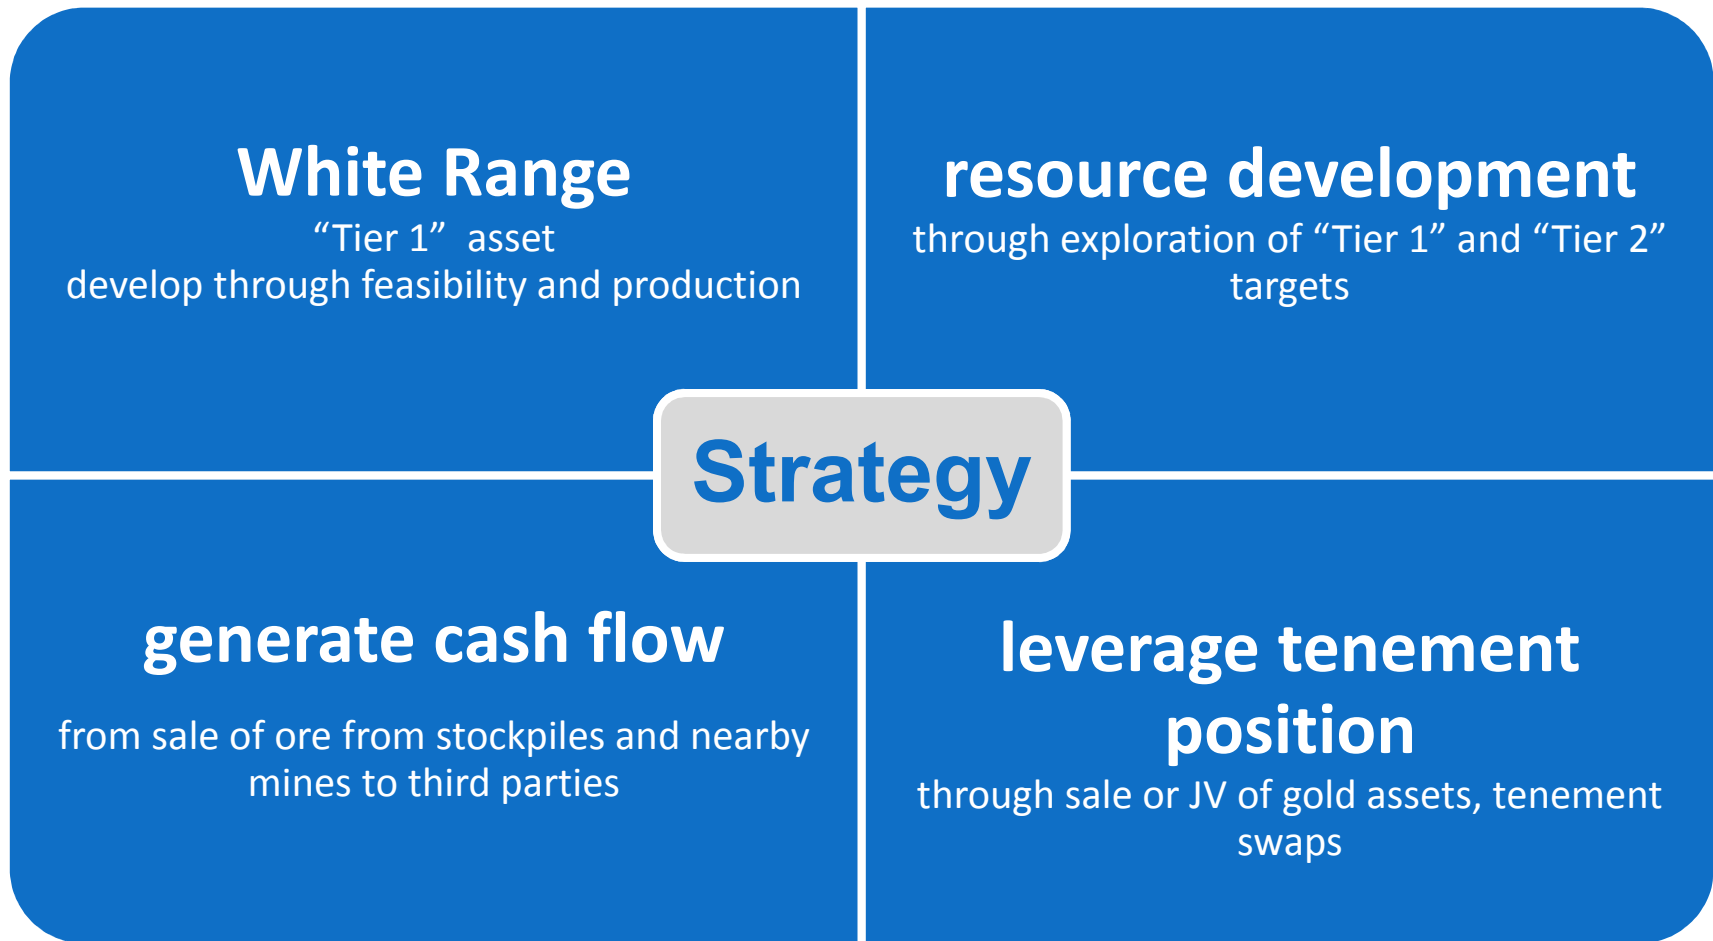 White Range
“Tier 1”  asset
develop through feasibility and production
resource development
through exploration of “Tier 1” and “Tier 2”
targets
Strategy
generate cash flow
from sale of ore from stockpiles and nearby
mines to third parties
leverage tenement
position
through sale or JV of gold assets, tenement
swaps